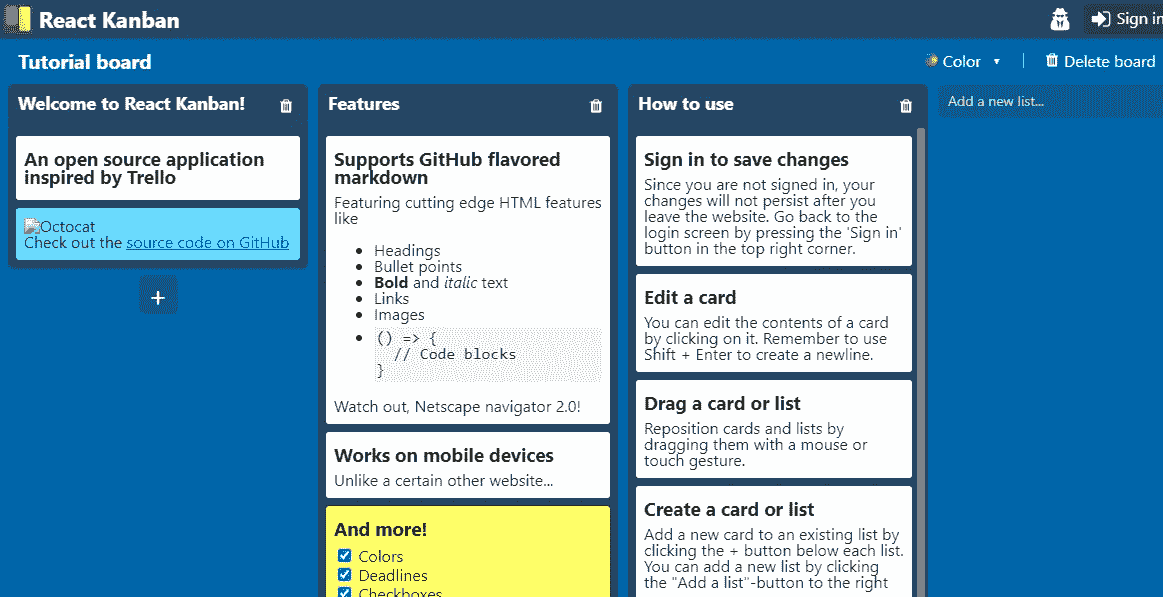 React Kanban
Sign in
Tutorial board
Color
Delete board
Welcome to React Kanban!
An open source application
inspired by Trello
Octocat
Check out the source code on GitHub
+
Features
Supports GitHub flavored
markdown
Featuring cutting edge HTML features
like
Headings
Bullet points
Bold and italic text
Links
Images
() => {
// Code blocks
}
Watch out, Netscape navigator 2.0!
Works on mobile devices
Unlike a certain other website...
And more!
Colors
Deadlines
Checkboxes
How to use
Sign in to save changes
Since you are not signed in, your
changes will not persist after you
leave the website. Go back to the
login screen by pressing the 'Sign in'
button in the top right corner.
Edit a card
You can edit the contents of a card
by clicking on it. Remember to use
Shift + Enter to create a newline.
Drag a card or list
Reposition cards and lists by
dragging them with a mouse or
touch gesture.
Create a card or list
Add a new card to an existing list by
clicking the + button below each list.
You can add a new list by clicking
the "Add a list"-button to the right
Add a new list...